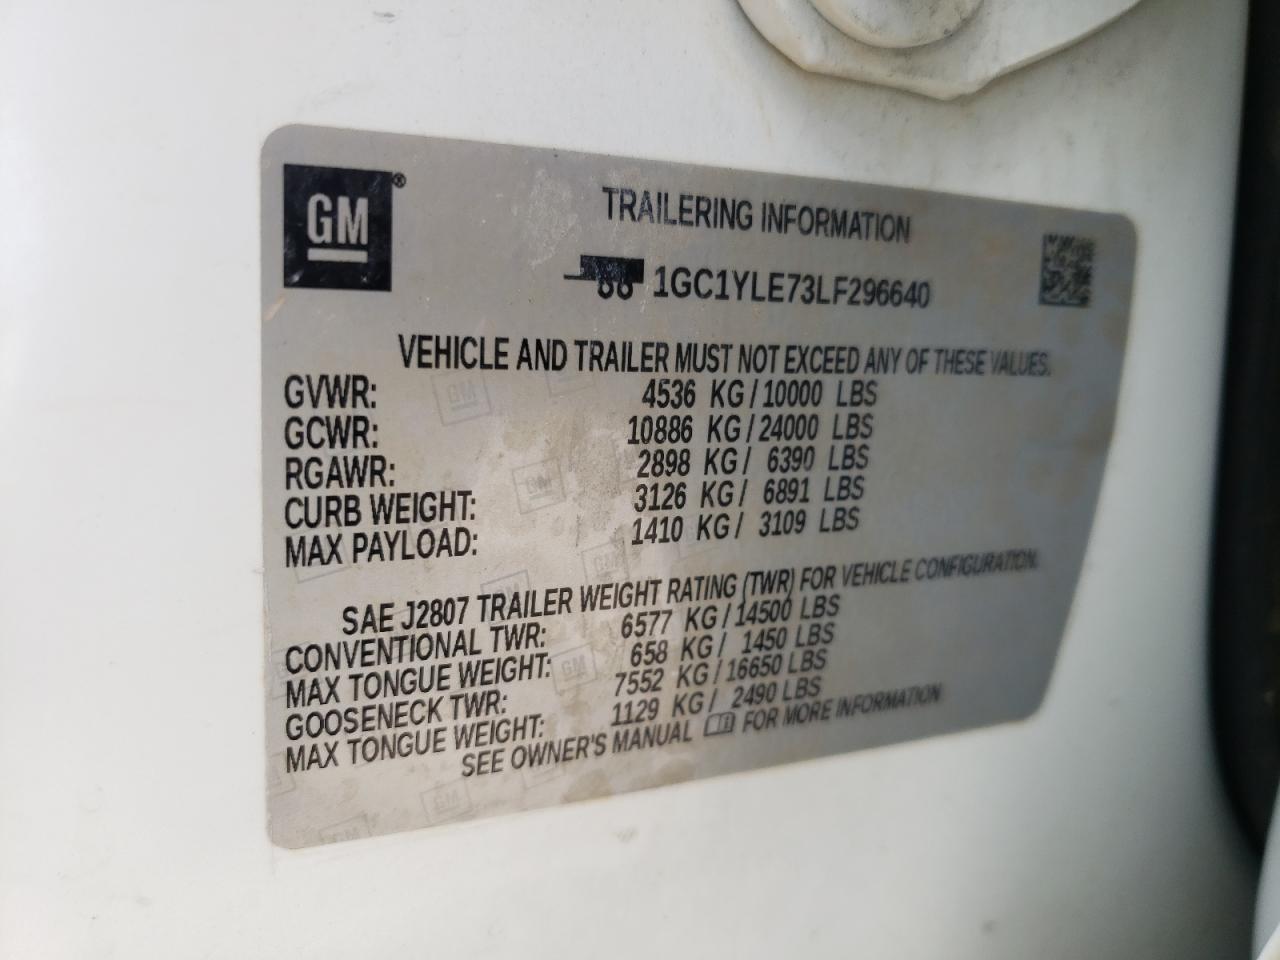 GM®
TRAILERING INFORMATION
1GC1YLE73LF296640
VEHICLE AND TRAILER MUST NOT EXCEED ANY OF THESE VALUES.
GVWR: 4536 KG/10000 LBS
GCWR: 10886 KG/24000 LBS
RGAWR: 2898 KG/ 6390 LBS
CURB WEIGHT: 3126 KG/ 6891 LBS
MAX PAYLOAD: 1410 KG/ 3109 LBS
SAE J2807 TRAILER WEIGHT RATING (TWR) FOR VEHICLE CONFIGURATION.
CONVENTIONAL TWR: 6577 KG/14500 LBS
MAX TONGUE WEIGHT: 658 KG/ 1450 LBS
GOOSENECK TWR: 7552 KG/16650 LBS
MAX TONGUE WEIGHT: 1129 KG/ 2490 LBS
SEE OWNER'S MANUAL FOR MORE INFORMATION